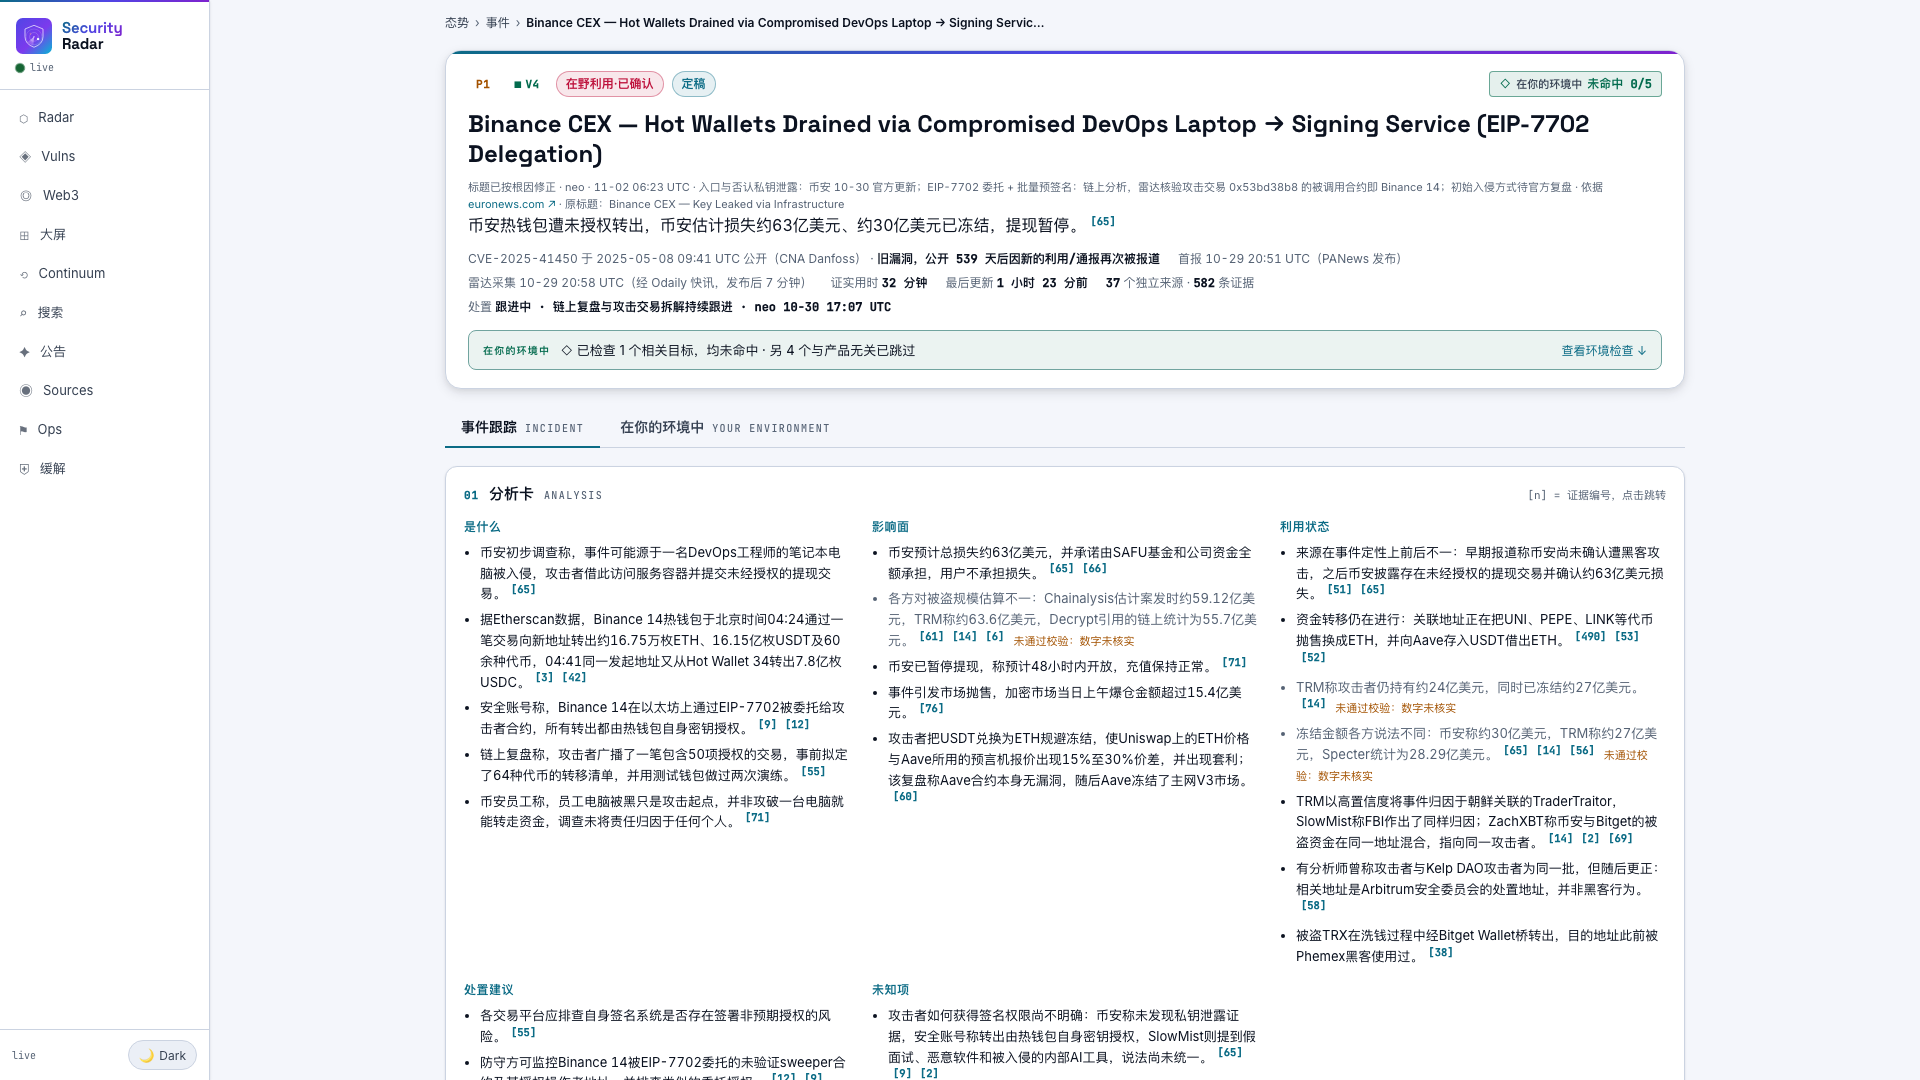 Security
Radar
live
Radar
Vulns
Web3
大屏
Continuum
搜索
公告
Sources
Ops
缓解
live
🌙 Dark
态势 › 事件 › Binance CEX — Hot Wallets Drained via Compromised DevOps Laptop → Signing Servic…
P1 ■ V4 在野利用·已确认 定稿
◇ 在你的环境中 未命中 0/5
Binance CEX — Hot Wallets Drained via Compromised DevOps Laptop → Signing Service (EIP-7702
Delegation)
标题已按根因修正 · neo · 11-02 06:23 UTC · 入口与否认私钥泄露：币安 10-30 官方更新；EIP-7702 委托 + 批量预签名：链上分析，雷达核验攻击交易 0x53bd38b8 的被调用合约即 Binance 14；初始入侵方式待官方复盘 · 依据
euronews.com ↗ · 原标题：Binance CEX — Key Leaked via Infrastructure
币安热钱包遭未授权转出，币安估计损失约63亿美元、约30亿美元已冻结，提现暂停。 [65]
CVE-2025-41450 于 2025-05-08 09:41 UTC 公开（CNA Danfoss） · 旧漏洞，公开 539 天后因新的利用/通报再次被报道 首报 10-29 20:51 UTC（PANews 发布）
雷达采集 10-29 20:58 UTC（经 Odaily 快讯，发布后 7 分钟） 证实用时 32 分钟 最后更新 1 小时 23 分前 37 个独立来源 · 582 条证据
处置 跟进中 · 链上复盘与攻击交易拆解持续跟进 · neo 10-30 17:07 UTC
在你的环境中 ◇ 已检查 1 个相关目标，均未命中 · 另 4 个与产品无关已跳过
查看环境检查 ↓
事件跟踪 INCIDENT 在你的环境中 YOUR ENVIRONMENT
01 分析卡 ANALYSIS
[n] = 证据编号，点击跳转
是什么
• 币安初步调查称，事件可能源于一名DevOps工程师的笔记本电
脑被入侵，攻击者借此访问服务容器并提交未经授权的提现交
易。 [65]
• 据Etherscan数据，Binance 14热钱包于北京时间04:24通过一
笔交易向新地址转出约16.75万枚ETH、16.15亿枚USDT及60
余种代币，04:41同一发起地址又从Hot Wallet 34转出7.8亿枚
USDC。 [3] [42]
• 安全账号称，Binance 14在以太坊上通过EIP-7702被委托给攻
击者合约，所有转出都由热钱包自身密钥授权。 [9] [12]
• 链上复盘称，攻击者广播了一笔包含50项授权的交易，事前拟定
了64种代币的转移清单，并用测试钱包做过两次演练。 [55]
• 币安员工称，员工电脑被黑只是攻击起点，并非攻破一台电脑就
能转走资金，调查未将责任归因于任何个人。 [71]
影响面
• 币安预计总损失约63亿美元，并承诺由SAFU基金和公司资金全
额承担，用户不承担损失。 [65] [66]
• 各方对被盗规模估算不一：Chainalysis估计案发时约59.12亿美
元，TRM称约63.6亿美元，Decrypt引用的链上统计为55.7亿美
元。 [61] [14] [6] 未通过校验：数字未核实
• 币安已暂停提现，称预计48小时内开放，充值保持正常。 [71]
• 事件引发市场抛售，加密市场当日上午爆仓金额超过15.4亿美
元。 [76]
• 攻击者把USDT兑换为ETH规避冻结，使Uniswap上的ETH价格
与Aave所用的预言机报价出现15%至30%价差，并出现套利；
该复盘称Aave合约本身无漏洞，随后Aave冻结了主网V3市场。
[60]
利用状态
• 来源在事件定性上前后不一：早期报道称币安尚未确认遭黑客攻
击，之后币安披露存在未经授权的提现交易并确认约63亿美元损
失。 [51] [65]
• 资金转移仍在进行：关联地址正在把UNI、PEPE、LINK等代币
抛售换成ETH，并向Aave存入USDT借出ETH。 [490] [53]
[52]
• TRM称攻击者仍持有约24亿美元，同时已冻结约27亿美元。
[14] 未通过校验：数字未核实
• 冻结金额各方说法不同：币安称约30亿美元，TRM称约27亿美
元，Specter统计为28.29亿美元。 [65] [14] [56] 未通过校
验：数字未核实
• TRM以高置信度将事件归因于朝鲜关联的TraderTraitor，
SlowMist称FBI作出了同样归因；ZachXBT称币安与Bitget的被
盗资金在同一地址混合，指向同一攻击者。 [14] [2] [69]
• 有分析师曾称攻击者与Kelp DAO攻击者为同一批，但随后更正：
相关地址是Arbitrum安全委员会的处置地址，并非黑客行为。
[58]
• 被盗TRX在洗钱过程中经Bitget Wallet桥转出，目的地址此前被
Phemex黑客使用过。 [38]
处置建议
• 各交易平台应排查自身签名系统是否存在签署非预期授权的风
险。 [55]
• 防守方可监控Binance 14被EIP-7702委托的未验证sweeper合
未知项
• 攻击者如何获得签名权限尚不明确：币安称未发现私钥泄露证
据，安全账号称转出由热钱包自身密钥授权，SlowMist则提到假
面试、恶意软件和被入侵的内部AI工具，说法尚未统一。 [65]
[9] [2]